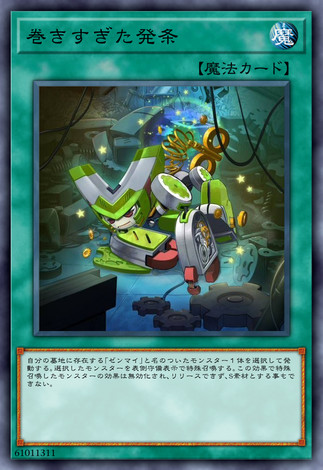 巻きすぎた発条
魔
【魔法カード】
自分の墓地に存在する「ゼンマイ」と名のついたモンスター１体を選択して発
動する。選択したモンスターを表側守備表示で特殊召喚する。この効果で特殊
召喚したモンスターの効果は無効化され、リリースできず、S素材とする事もで
きない。
61011311